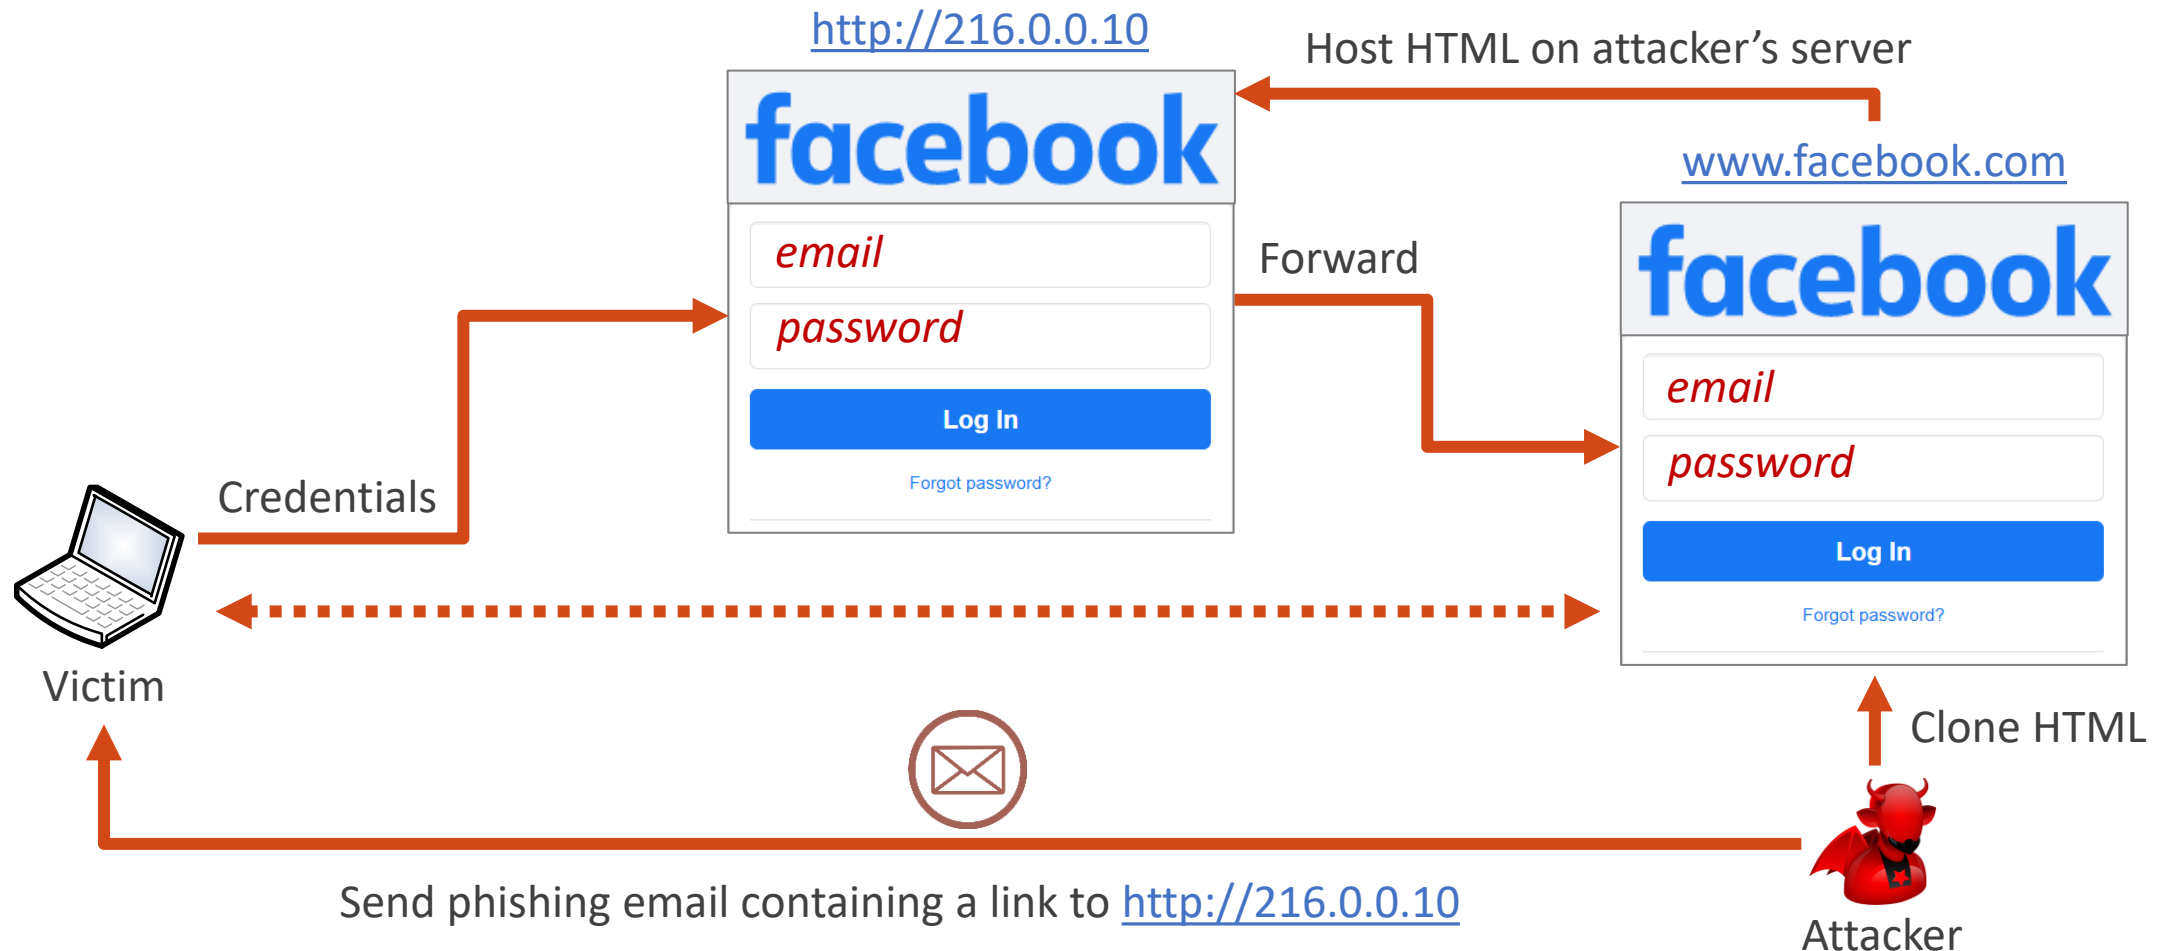 http://216.0.0.10
Host HTML on attacker’s server
facebook
www.facebook.com
email
password
Log In
Forgot password?
Forward
facebook
email
password
Log In
Forgot password?
Credentials
Victim
Clone HTML
Send phishing email containing a link to http://216.0.0.10
Attacker